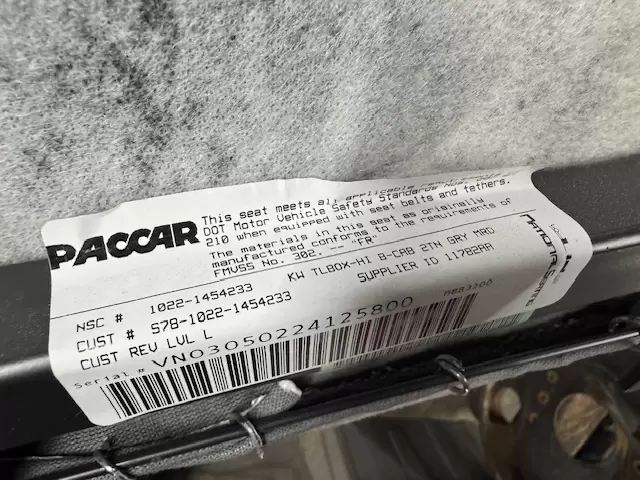 PACCAR
This seat meets all applicable
DOT Motor Vehicle Safety Standards Nos.
210 when equipped with seat belts and tethers.
The materials in this seat as originally
manufactured conforms to the requirements of
FMVSS No. 302. - "FR"
NSC # 1022-1454233
KW TLBOX-HI B-CAB 2TN GRY MRD
CUST # S78-1022-1454233
SUPPLIER ID 11782AA
CUST REV LVL L
Serial # VN03050224125800